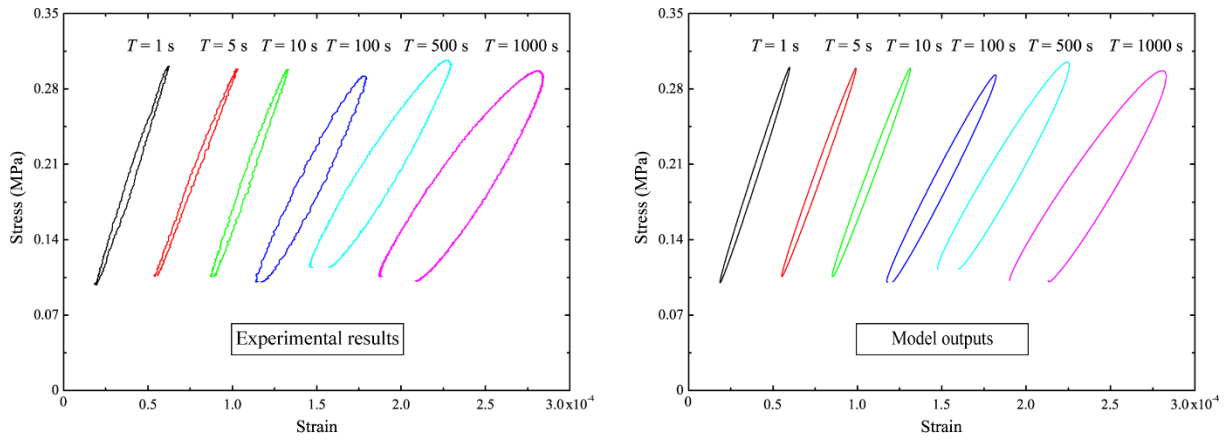 0.35
T = 1 s T = 5 s T = 10 s T = 100 s T = 500 s T = 1000 s
0.28
0.21
Stress (MPa)
0.14
0.07
Experimental results
0
0 0.5 1.0 1.5 2.0 2.5 3.0x10⁻⁴
Strain
0.35
T = 1 s T = 5 s T = 10 s T = 100 s T = 500 s T = 1000 s
0.28
0.21
Stress (MPa)
0.14
0.07
Model outputs
0
0 0.5 1.0 1.5 2.0 2.5 3.0x10⁻⁴
Strain